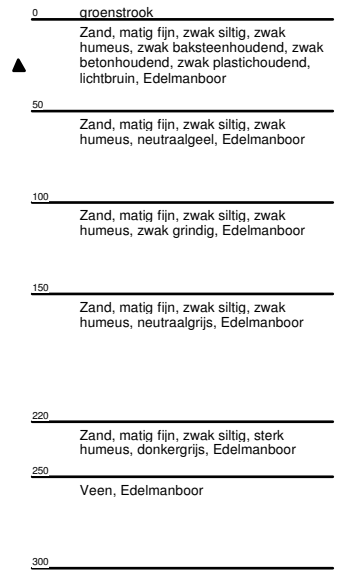 0 groenstrook
Zand, matig fijn, zwak siltig, zwak
humeus, zwak baksteenhoudend, zwak
betonhoudend, zwak plastichoudend,
lichtbruin, Edelmanboor
50
Zand, matig fijn, zwak siltig, zwak
humeus, neutraalgeel, Edelmanboor
100
Zand, matig fijn, zwak siltig, zwak
humeus, zwak grindig, Edelmanboor
150
Zand, matig fijn, zwak siltig, zwak
humeus, neutraalgrijs, Edelmanboor
220
Zand, matig fijn, zwak siltig, sterk
humeus, donkergrijs, Edelmanboor
250
Veen, Edelmanboor
300